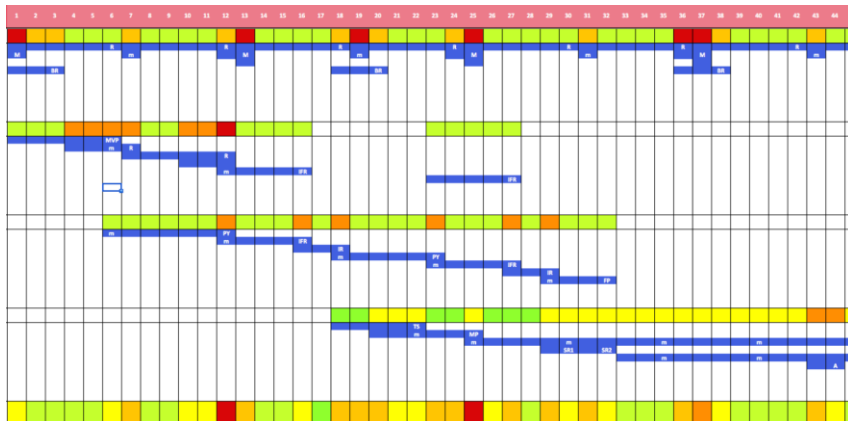 1 2 3 4 5 6 7 8 9 10 11 12 13 14 15 16 17 18 19 20 21 22 23 24 25 26 27 28 29 30 31 32 33 34 35 36 37 38 39 40 41 42 43 44
R R R R R R R
M m M m M m M m
BR BR BR
MVP
m R
R
m IFR
IFR
m PY
m IFR
IR
m PY
m IFR
IR
m FP
TS
m MP
m m m m
SR1 SR2
m m
A